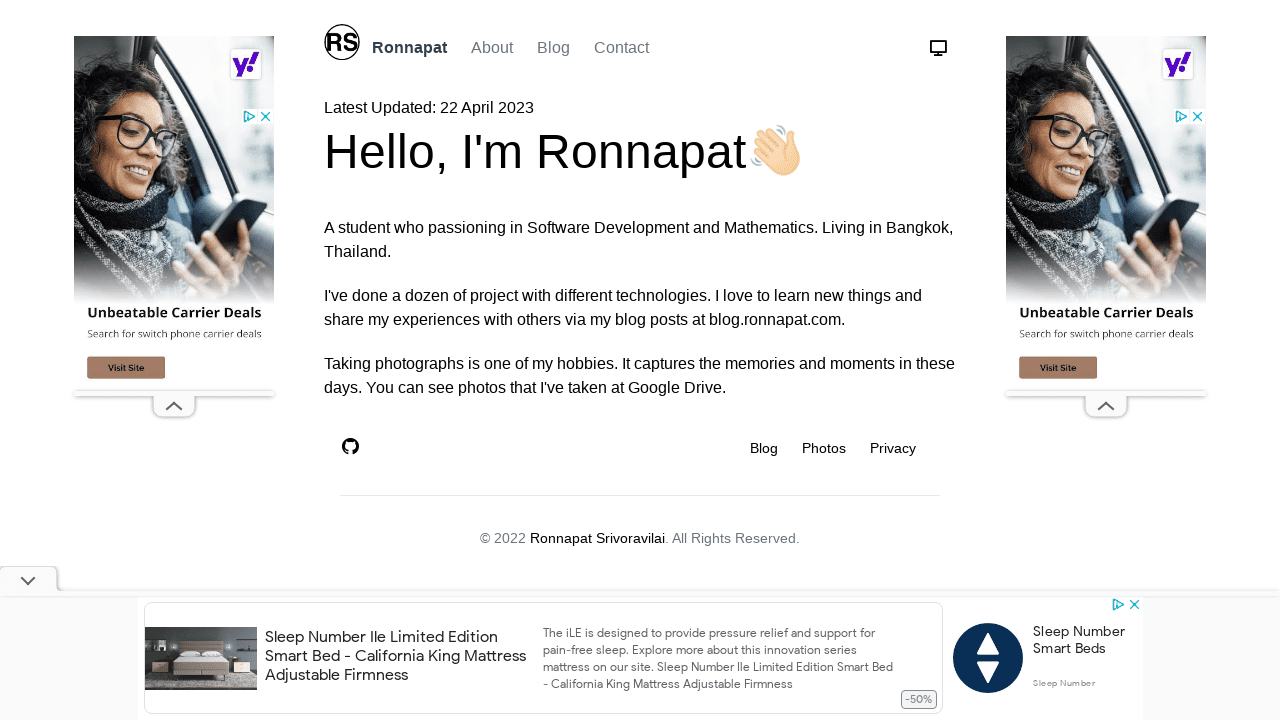 RS
Ronnapat
About
Blog
Contact
Latest Updated: 22 April 2023
Hello, I'm Ronnapat
A student who passioning in Software Development and Mathematics. Living in Bangkok,
Thailand.
I've done a dozen of project with different technologies. I love to learn new things and
share my experiences with others via my blog posts at blog.ronnapat.com.
Taking photographs is one of my hobbies. It captures the memories and moments in these
days. You can see photos that I've taken at Google Drive.
Blog
Photos
Privacy
© 2022 Ronnapat Srivoravilai. All Rights Reserved.
y!
Unbeatable Carrier Deals
Search for switch phone carrier deals
Visit Site
y!
Unbeatable Carrier Deals
Search for switch phone carrier deals
Visit Site
Sleep Number Ile Limited Edition
Smart Bed - California King Mattress
Adjustable Firmness
The iLE is designed to provide pressure relief and support for
pain-free sleep. Explore more about this innovation series
mattress on our site. Sleep Number Ile Limited Edition Smart Bed
- California King Mattress Adjustable Firmness
-50%
Sleep Number
Smart Beds
Sleep Number